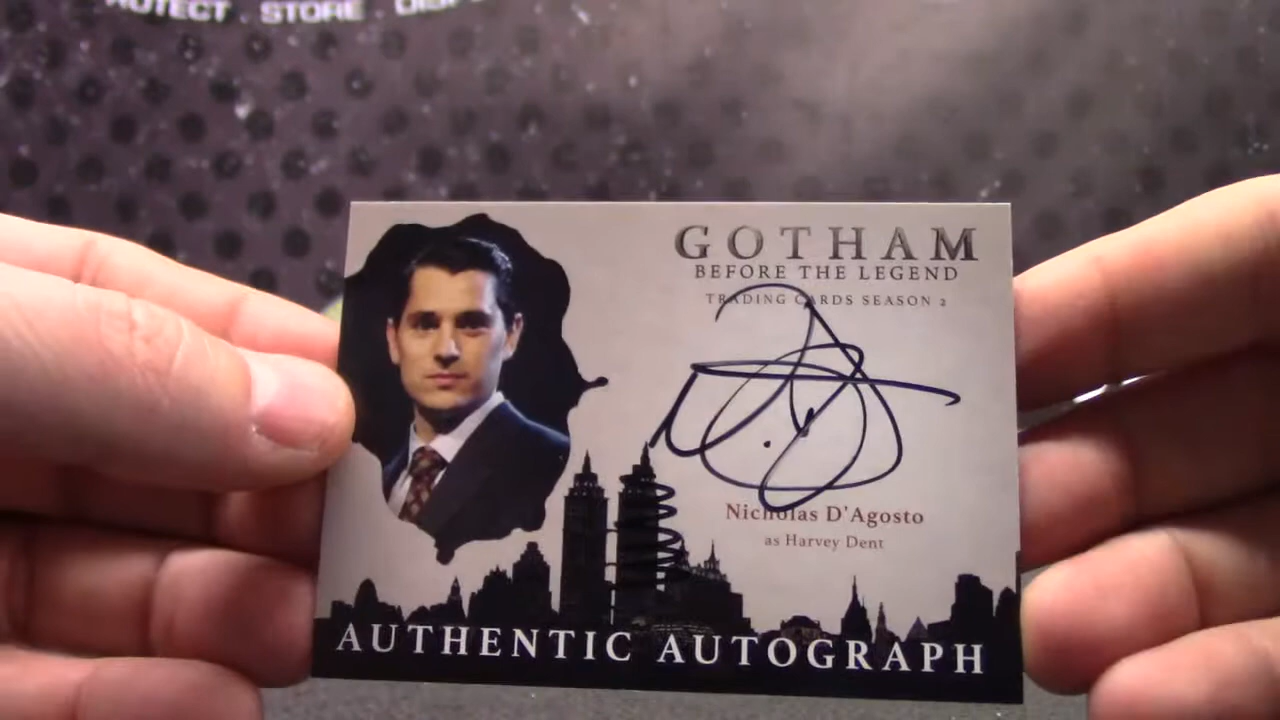 PROTECT . STORE .
GOTHAM
BEFORE THE LEGEND
TRADING CARDS SEASON 2
Nicholas D'Agosto
as Harvey Dent
AUTHENTIC AUTOGRAPH